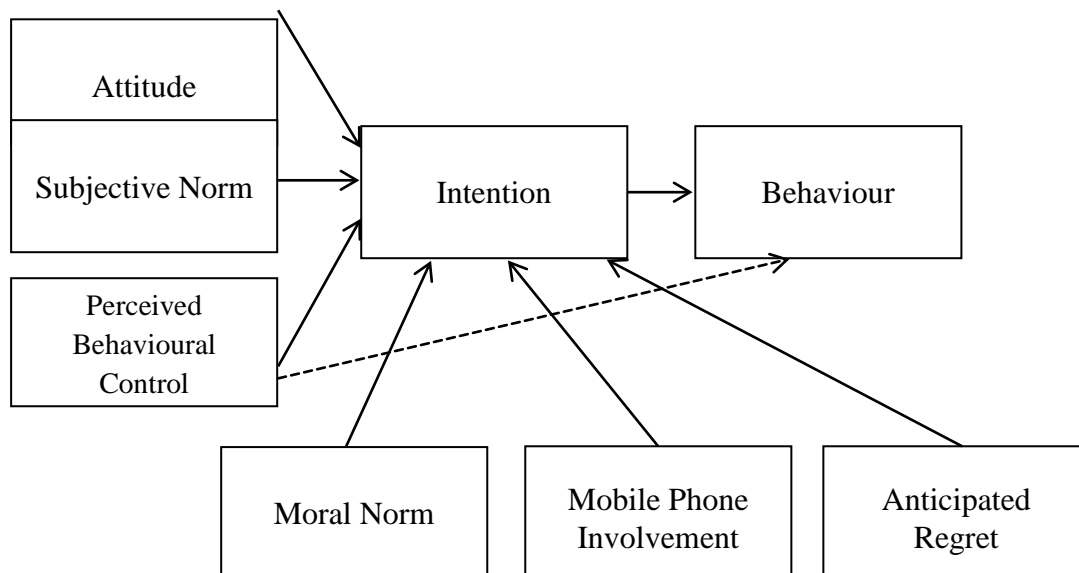 Attitude
Subjective Norm
Intention
Behaviour
Perceived
Behavioural
Control
Moral Norm
Mobile Phone
Involvement
Anticipated
Regret